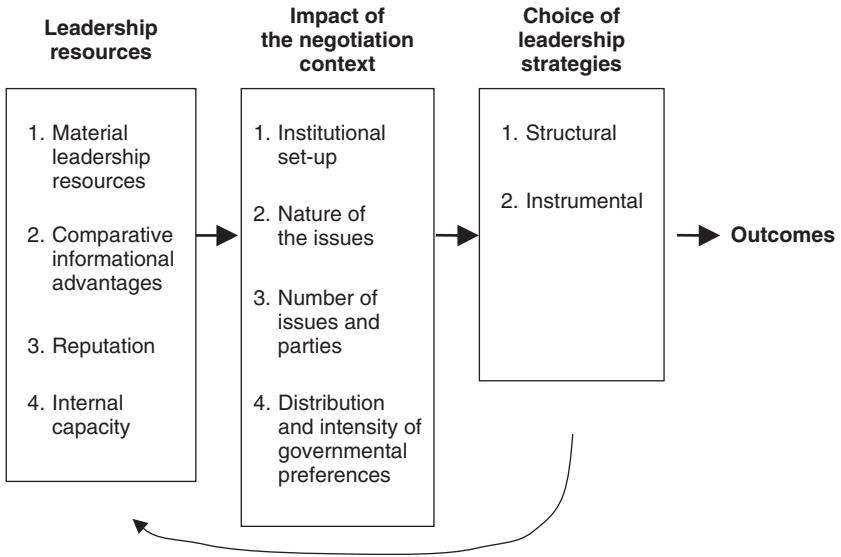 Leadership
resources
1. Material
leadership
resources
2. Comparative
informational
advantages
3. Reputation
4. Internal
capacity
Impact of
the negotiation
context
1. Institutional
set-up
2. Nature of
the issues
3. Number of
issues and
parties
4. Distribution
and intensity of
governmental
preferences
Choice of
leadership
strategies
1. Structural
2. Instrumental
Outcomes